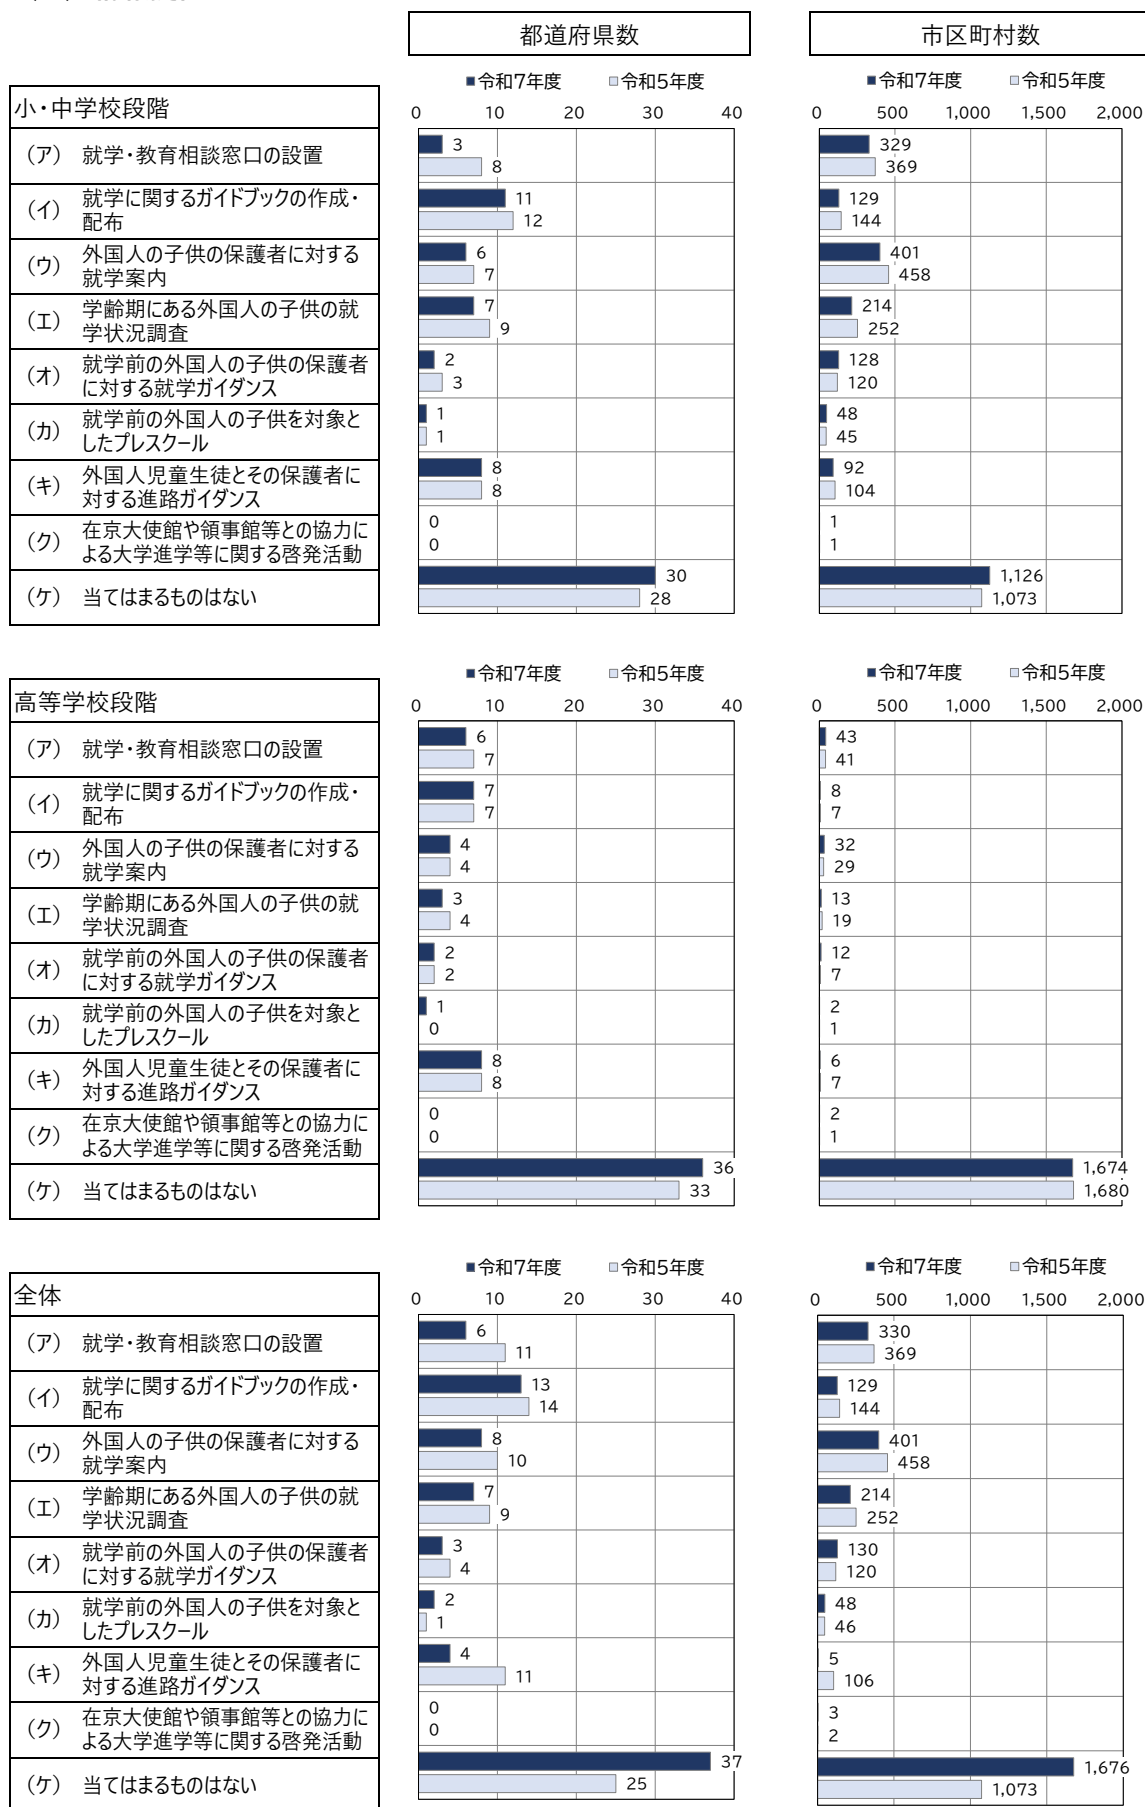 都道府県数
市区町村数
■令和7年度 □令和5年度
■令和7年度 □令和5年度
小・中学校段階
0 10 20 30 40
0 500 1,000 1,500 2,000
（ア） 就学・教育相談窓口の設置
3
8
329
369
（イ） 就学に関するガイドブックの作成・
配布
11
12
129
144
（ウ） 外国人の子供の保護者に対する
就学案内
6
7
401
458
（エ） 学齢期にある外国人の子供の就
学状況調査
7
9
214
252
（オ） 就学前の外国人の子供の保護者
に対する就学ガイダンス
2
3
128
120
（カ） 就学前の外国人の子供を対象と
したプレスクール
1
1
48
45
（キ） 外国人児童生徒とその保護者に
対する進路ガイダンス
8
8
92
104
（ク） 在京大使館や領事館等との協力に
よる大学進学等に関する啓発活動
0
0
1
1
（ケ） 当てはまるものはない
30
28
1,126
1,073
■令和7年度 □令和5年度
■令和7年度 □令和5年度
高等学校段階
0 10 20 30 40
0 500 1,000 1,500 2,000
（ア） 就学・教育相談窓口の設置
6
7
43
41
（イ） 就学に関するガイドブックの作成・
配布
7
7
8
7
（ウ） 外国人の子供の保護者に対する
就学案内
4
4
32
29
（エ） 学齢期にある外国人の子供の就
学状況調査
3
4
13
19
（オ） 就学前の外国人の子供の保護者
に対する就学ガイダンス
2
2
12
7
（カ） 就学前の外国人の子供を対象と
したプレスクール
1
0
2
1
（キ） 外国人児童生徒とその保護者に
対する進路ガイダンス
8
8
6
7
（ク） 在京大使館や領事館等との協力に
よる大学進学等に関する啓発活動
0
0
2
1
（ケ） 当てはまるものはない
36
33
1,674
1,680
■令和7年度 □令和5年度
■令和7年度 □令和5年度
全体
0 10 20 30 40
0 500 1,000 1,500 2,000
（ア） 就学・教育相談窓口の設置
6
11
330
369
（イ） 就学に関するガイドブックの作成・
配布
13
14
129
144
（ウ） 外国人の子供の保護者に対する
就学案内
8
10
401
458
（エ） 学齢期にある外国人の子供の就
学状況調査
7
9
214
252
（オ） 就学前の外国人の子供の保護者
に対する就学ガイダンス
3
4
130
120
（カ） 就学前の外国人の子供を対象と
したプレスクール
2
1
48
46
（キ） 外国人児童生徒とその保護者に
対する進路ガイダンス
4
11
5
106
（ク） 在京大使館や領事館等との協力に
よる大学進学等に関する啓発活動
0
0
3
2
（ケ） 当てはまるものはない
37
25
1,676
1,073